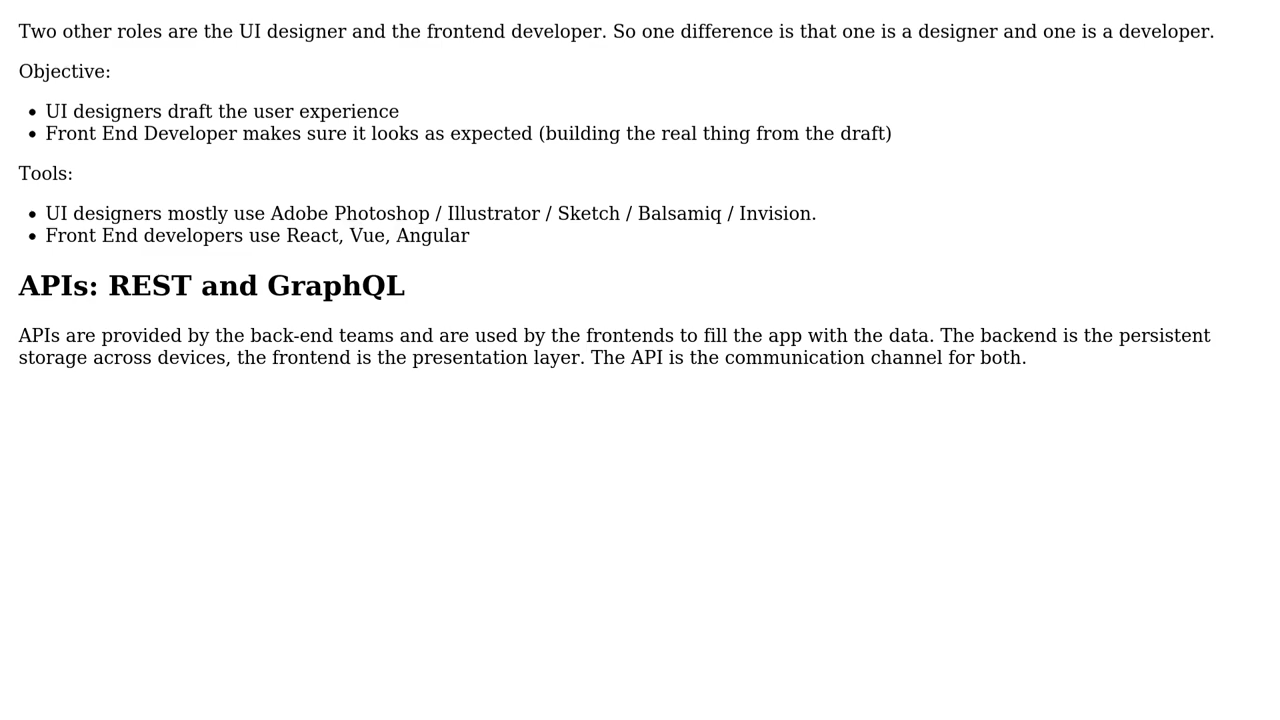 Two other roles are the UI designer and the frontend developer. So one difference is that one is a designer and one is a developer.
Objective:
• UI designers draft the user experience
• Front End Developer makes sure it looks as expected (building the real thing from the draft)
Tools:
• UI designers mostly use Adobe Photoshop / Illustrator / Sketch / Balsamiq / Invision.
• Front End developers use React, Vue, Angular
APIs: REST and GraphQL
APIs are provided by the back-end teams and are used by the frontends to fill the app with the data. The backend is the persistent
storage across devices, the frontend is the presentation layer. The API is the communication channel for both.